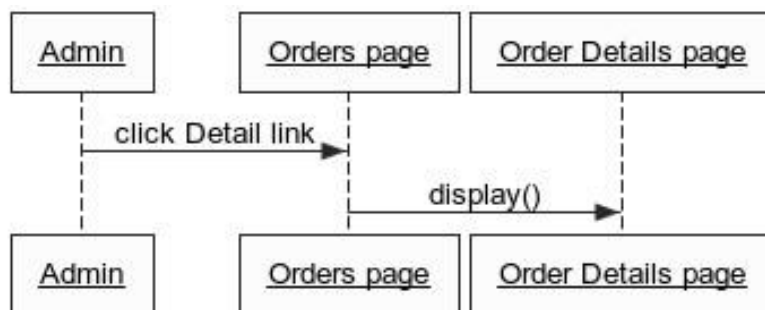 Admin
Orders page
Order Details page
click Detail link
display()
Admin
Orders page
Order Details page